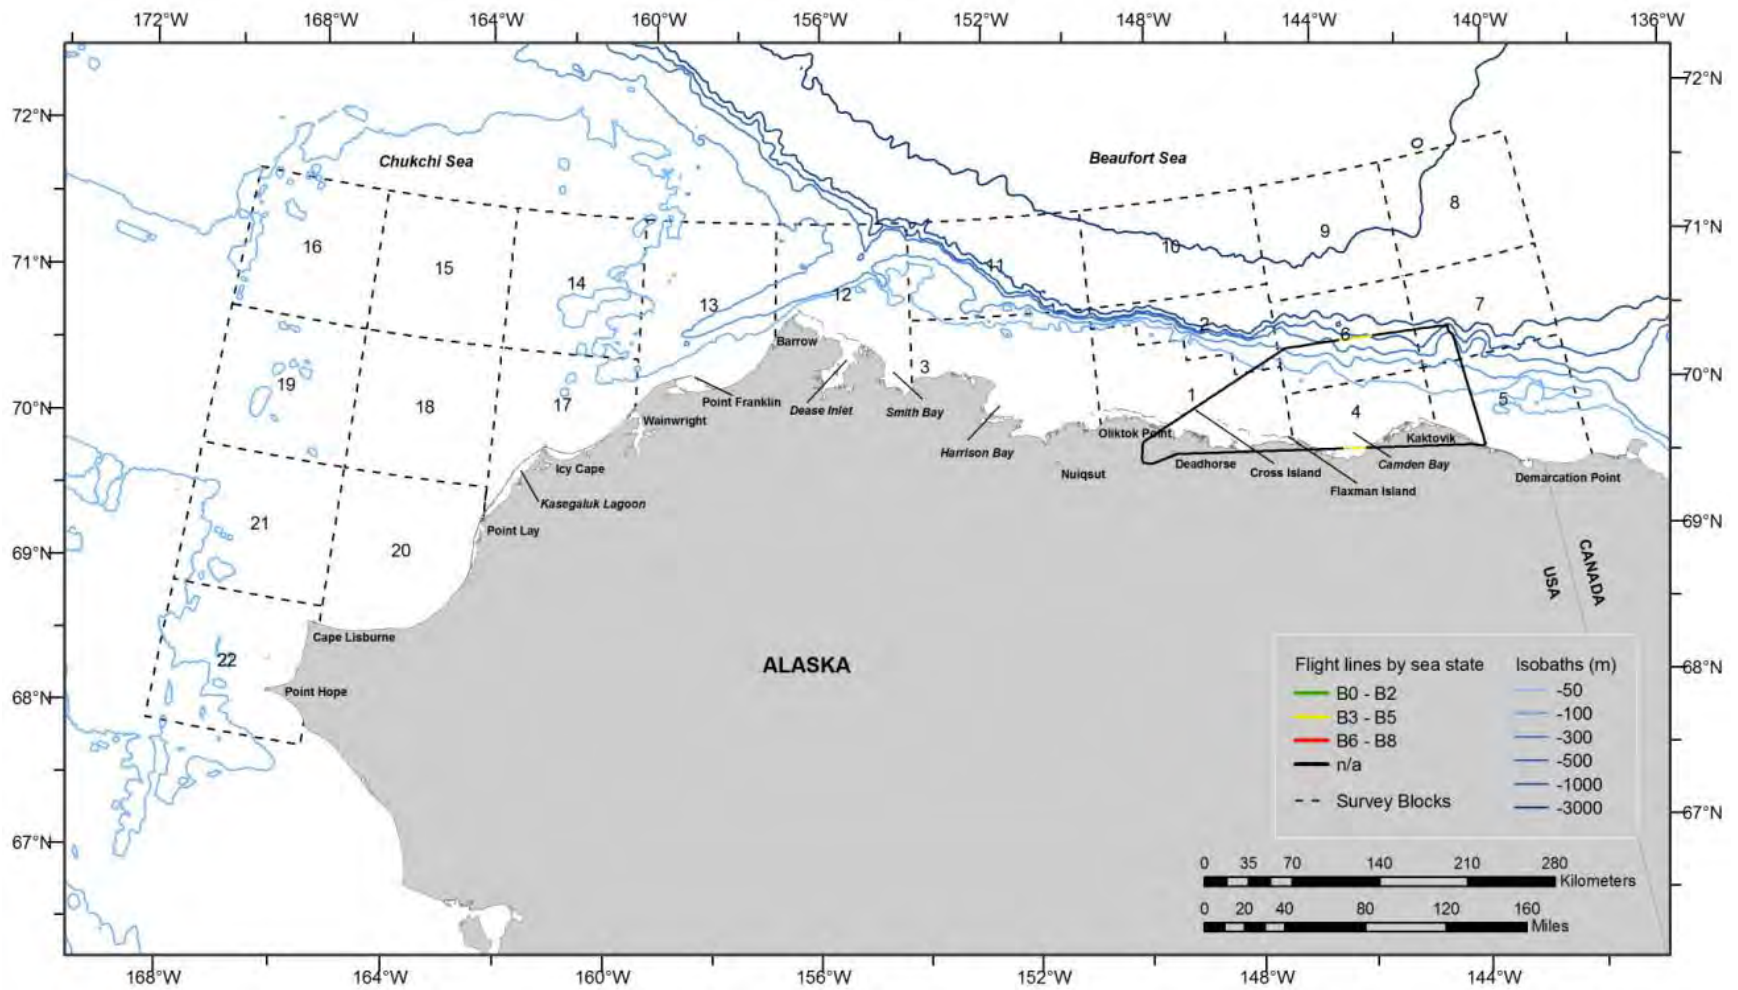 172°W 168°W 164°W 160°W 156°W 152°W 148°W 144°W 140°W 136°W
72°N 72°N
Chukchi Sea Beaufort Sea
8
9
71°N
16 10
15 11
71°N
14 12
13 7
2 6
Barrow
70°N
3
19 Dease Inlet Smith Bay 1 4 5
18 17 Point Franklin
70°N
Wainwright
Oliktok Point Kaktovik
Harrison Bay
Icy Cape Deadhorse Camden Bay
Nuiqsut Cross Island
Demarcation Point
Flaxman Island
Kasegaluk Lagoon
21 69°N
Point Lay
20
69°N
USA CANADA
Cape Lisburne
22
ALASKA
68°N
Point Hope
68°N
Flight lines by sea state
B0 - B2
B3 - B5
B6 - B8
n/a
Survey Blocks
Isobaths (m)
-50
-100
-300
-500
-1000
-3000
67°N
67°N
0 35 70 140 210 280
Kilometers
0 20 40 80 120 160
Miles
168°W 164°W 160°W 156°W 152°W 148°W 144°W